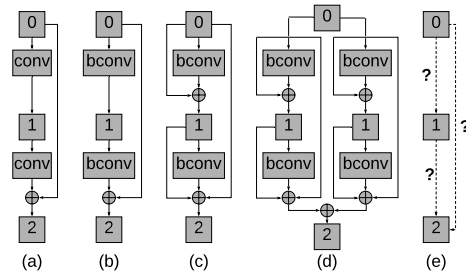 0 0 0 0 0
conv bconv bconv bconv bconv
?
1 1 1 1 1 1 ?
conv bconv bconv bconv bconv
?
2 2 2 2 2
(a) (b) (c) (d) (e)